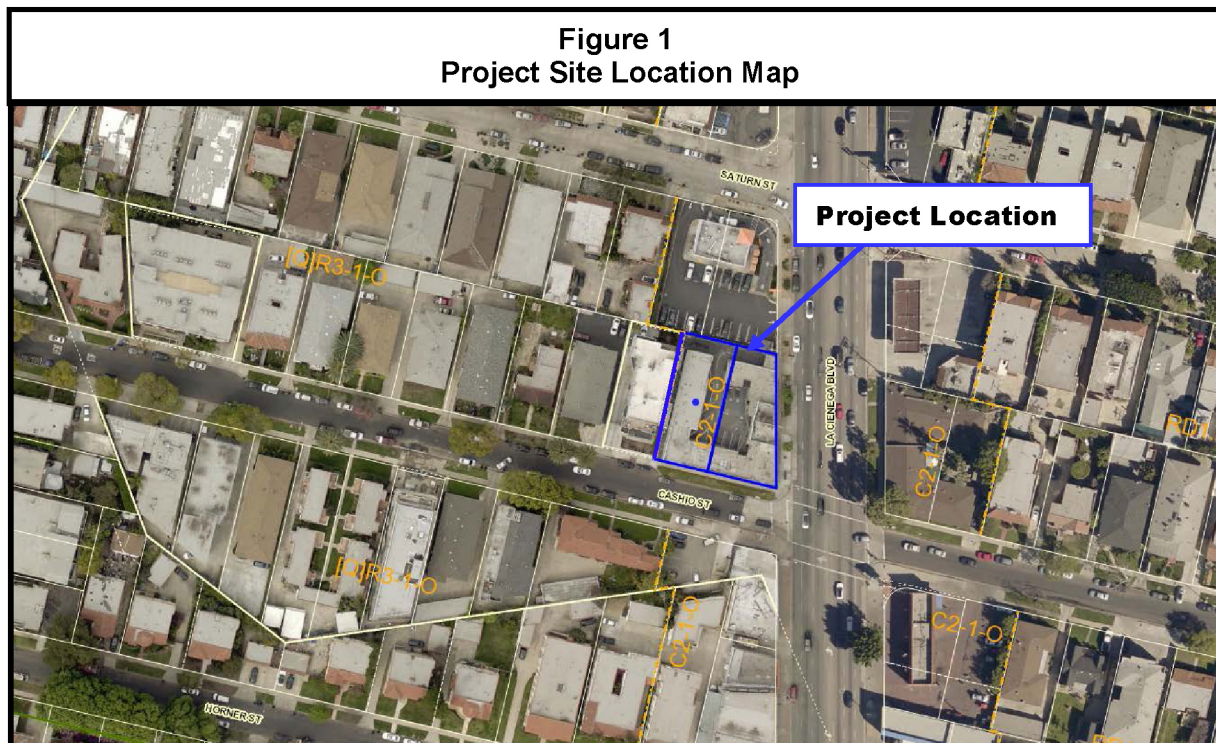 Figure 1
Project Site Location Map
SATURN ST
Project Location
[Q]R3-1-O
LA CIENEGA BLVD
C2-1-O
RD1
C2-1-O
CASHIO ST
[Q]R3-1-O
C2-1-O
C2-1-O
HORNER ST